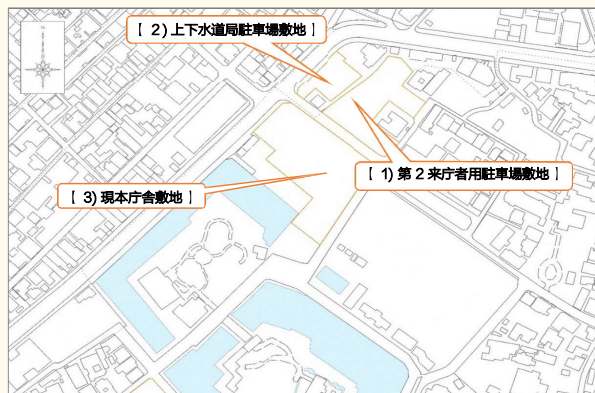 【 2) 上下水道局駐車場敷地 】
【 1) 第２来庁者用駐車場敷地 】
【 3) 現本庁舎敷地 】